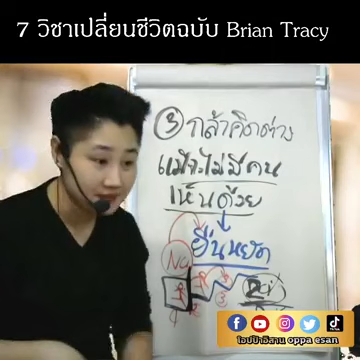 7 วิชาเปลี่ยนชีวิตฉบับ Brian Tracy
③ กล้าคิดต่าง
แม้จะไม่มีคน
เห็นด้วย
ยืนหยัด
No
โอปป้าอีสาน oppa esan